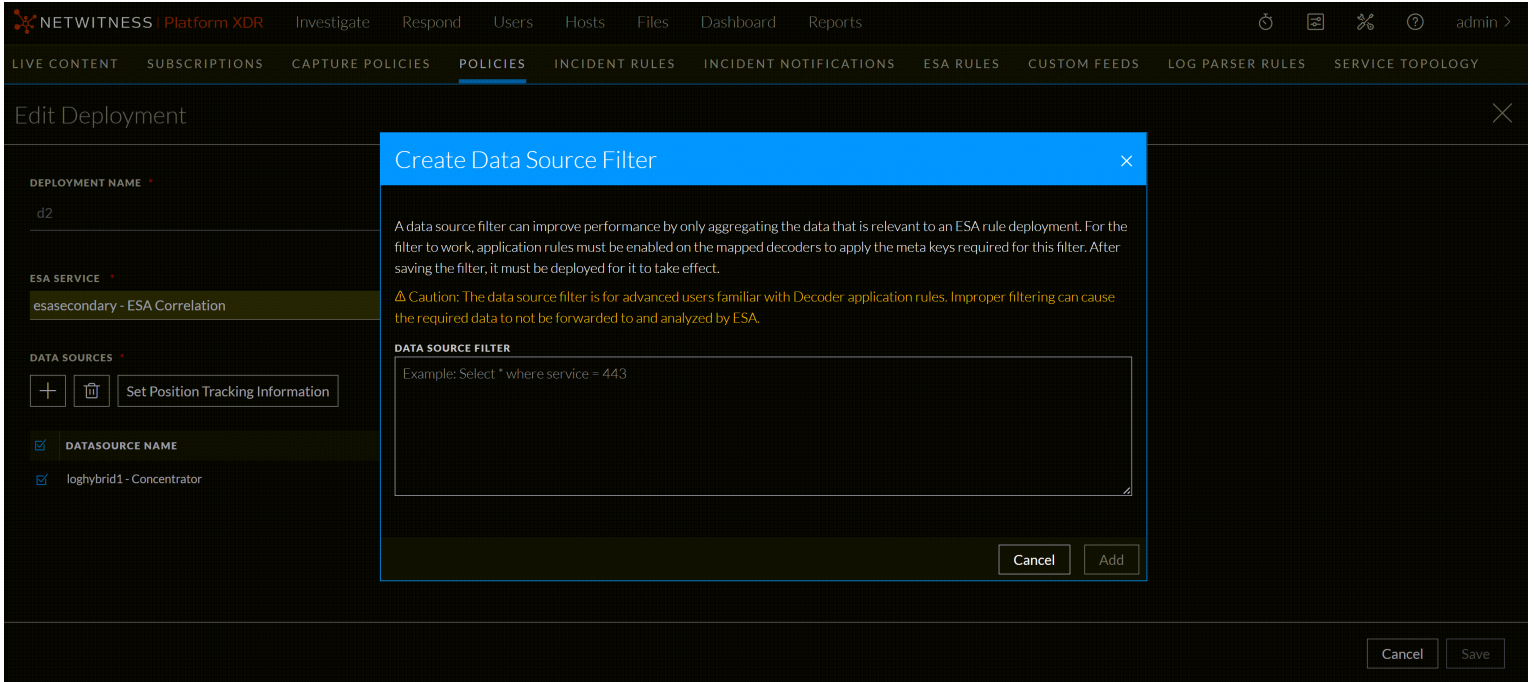 NETWITNESS | Platform XDR Investigate Respond Users Hosts Files Dashboard Reports admin >
LIVE CONTENT SUBSCRIPTIONS CAPTURE POLICIES POLICIES INCIDENT RULES INCIDENT NOTIFICATIONS ESA RULES CUSTOM FEEDS LOG PARSER RULES SERVICE TOPOLOGY
Edit Deployment
DEPLOYMENT NAME *
d2
ESA SERVICE *
esasecondary - ESA Correlation
DATA SOURCES *
Set Position Tracking Information
DATASOURCE NAME
loghybrid1 - Concentrator
Create Data Source Filter
A data source filter can improve performance by only aggregating the data that is relevant to an ESA rule deployment. For the
filter to work, application rules must be enabled on the mapped decoders to apply the meta keys required for this filter. After
saving the filter, it must be deployed for it to take effect.
⚠ Caution: The data source filter is for advanced users familiar with Decoder application rules. Improper filtering can cause
the required data to not be forwarded to and analyzed by ESA.
DATA SOURCE FILTER
Example: Select * where service = 443
Cancel Add
Cancel Save